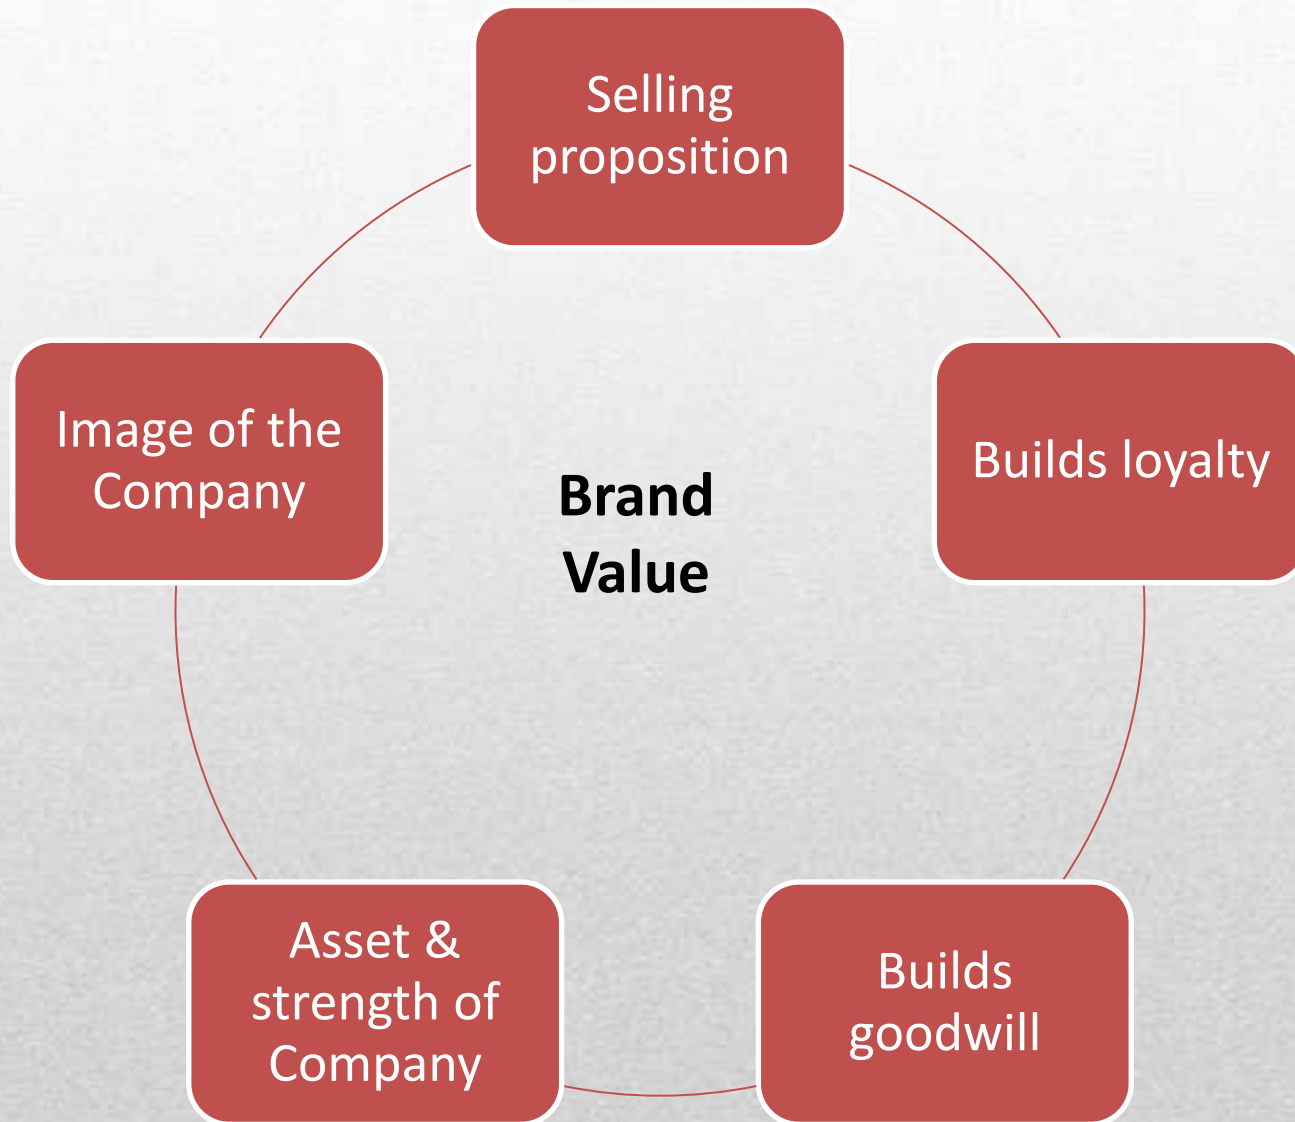 Selling
proposition
Image of the
Company
Builds loyalty
Brand
Value
Asset &
strength of
Company
Builds
goodwill